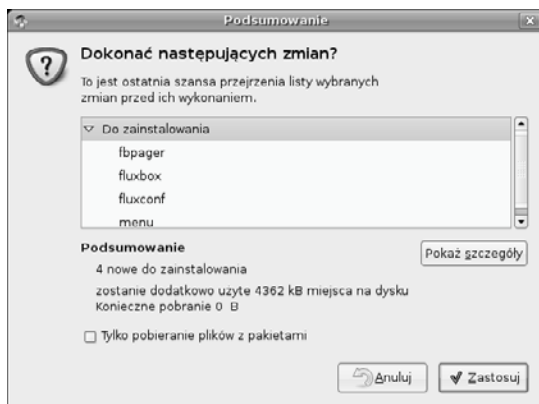 Podsumowanie
Dokonać następujących zmian?
To jest ostatnia szansa przejrzenia listy wybranych
zmian przed ich wykonaniem.
Do zainstalowania
fbpager
fluxbox
fluxconf
menu
Podsumowanie
Pokaż szczegóły
4 nowe do zainstalowania
zostanie dodatkowo użyte 4362 kB miejsca na dysku
Konieczne pobranie 0 B
Tylko pobieranie plików z pakietami
Anuluj
Zastosuj